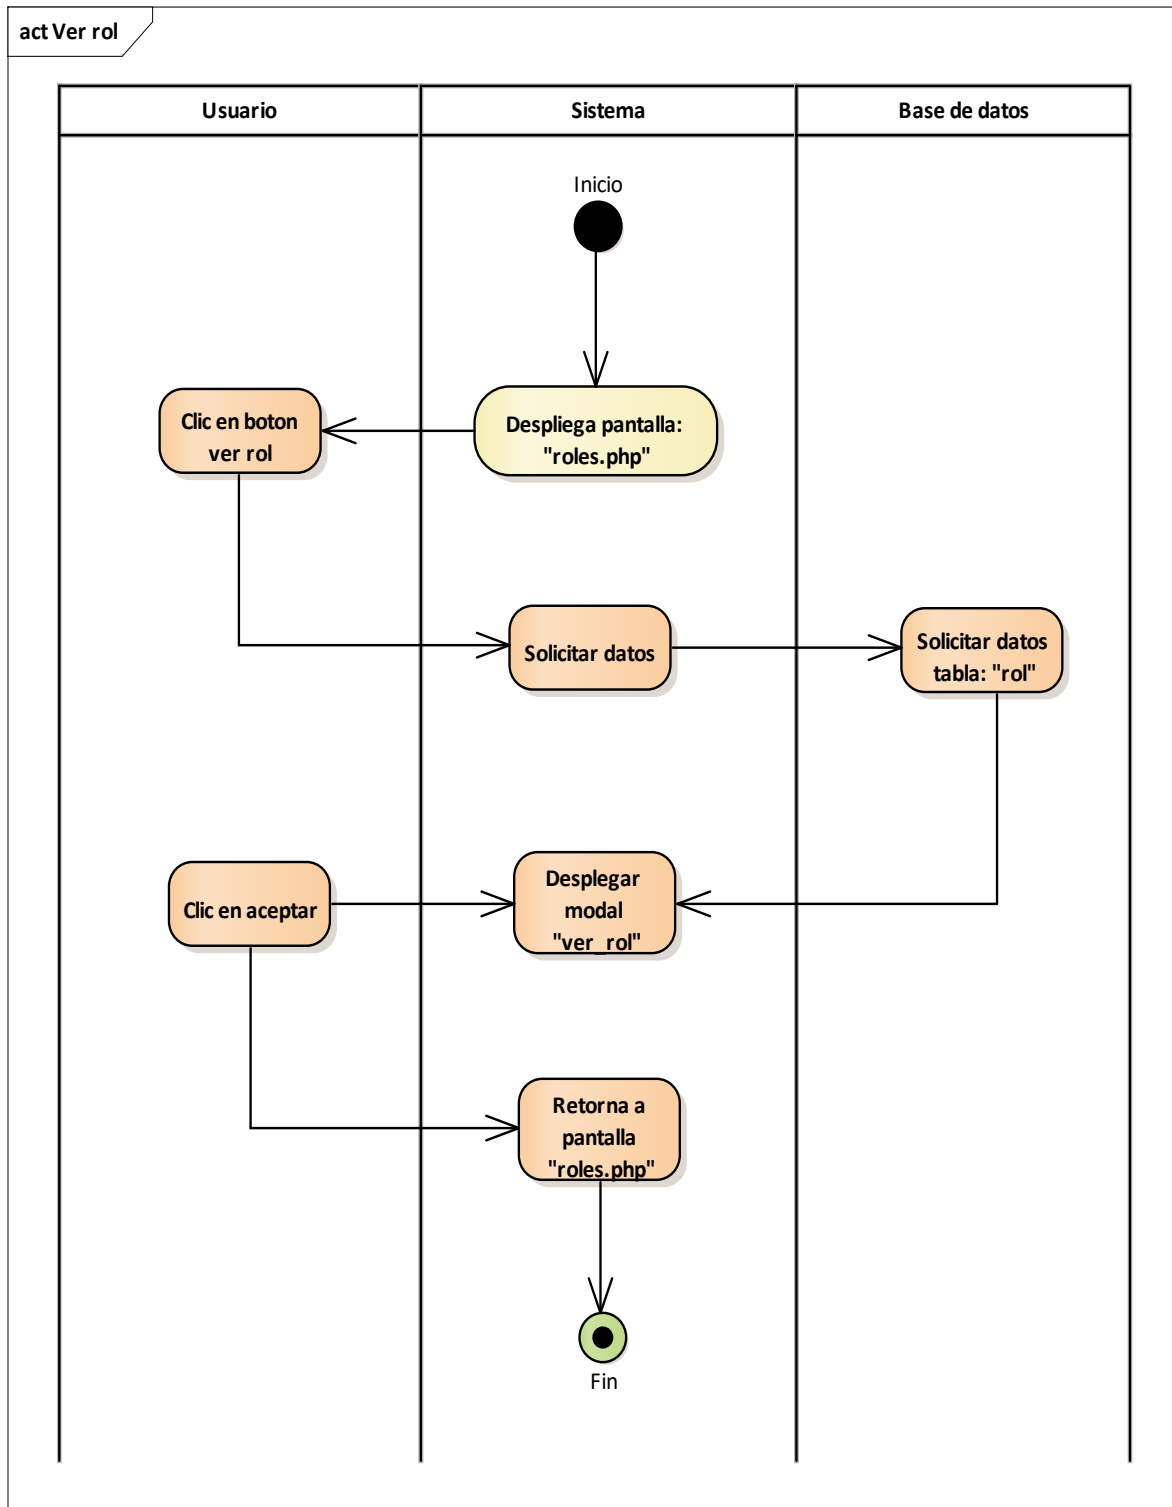 act Ver rol
Usuario
Sistema
Base de datos
Inicio
Clic en boton
ver rol
Despliega pantalla:
"roles.php"
Solicitar datos
Solicitar datos
tabla: "rol"
Clic en aceptar
Desplegar
modal
"ver_rol"
Retorna a
pantalla
"roles.php"
Fin